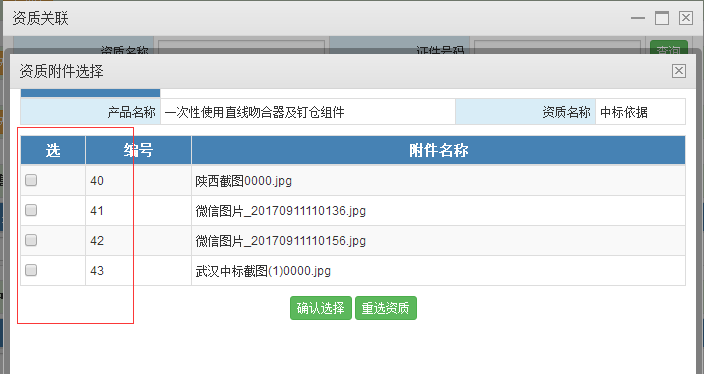 资质关联
资质名称 证件号码 查询
资质附件选择
产品名称 一次性使用直线吻合器及钉仓组件 资质名称 中标依据
选 编号 附件名称
40 陕西截图0000.jpg
41 微信图片_20170911110136.jpg
42 微信图片_20170911110156.jpg
43 武汉中标截图(1)0000.jpg
确认选择 重选资质